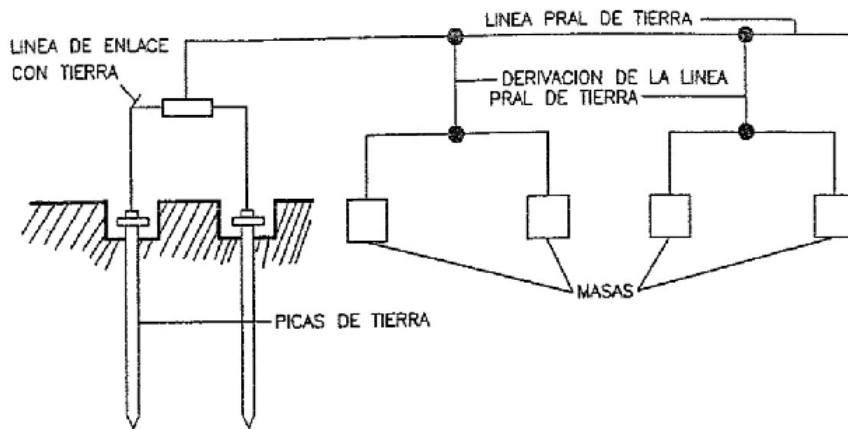 LINEA PRAL DE TIERRA
LINEA DE ENLACE
CON TIERRA
DERIVACION DE LA LINEA
PRAL DE TIERRA
MASAS
PICAS DE TIERRA